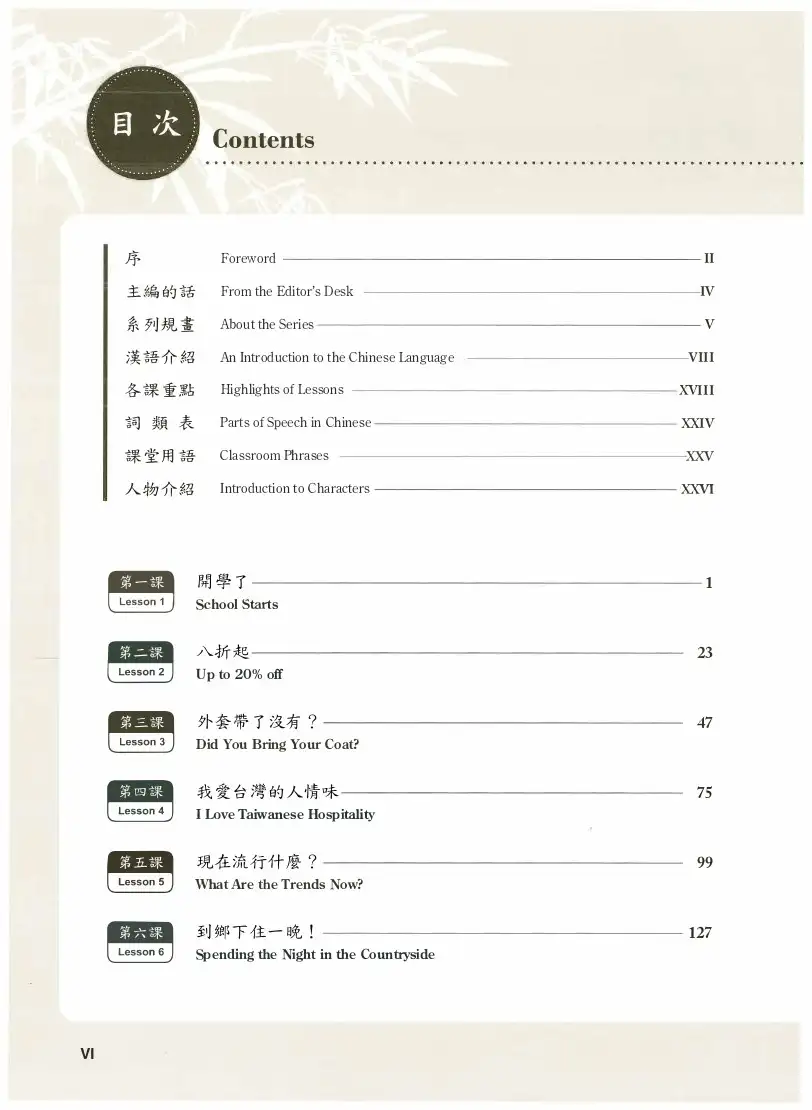 目次
Contents
序 Foreword II
主編的話 From the Editor's Desk IV
系列規畫 About the Series V
漢語介紹 An Introduction to the Chinese Language VIII
各課重點 Highlights of Lessons XVIII
詞類表 Parts of Speech in Chinese XXIV
課堂用語 Classroom Phrases XXV
人物介紹 Introduction to Characters XXVI
第一課 開學了 1
Lesson 1 School Starts
第二課 八折起 23
Lesson 2 Up to 20% off
第三課 外套帶了沒有？ 47
Lesson 3 Did You Bring Your Coat?
第四課 我愛台灣的人情味 75
Lesson 4 I Love Taiwanese Hospitality
第五課 現在流行什麼？ 99
Lesson 5 What Are the Trends Now?
第六課 到鄉下住一晚！ 127
Lesson 6 Spending the Night in the Countryside
VI